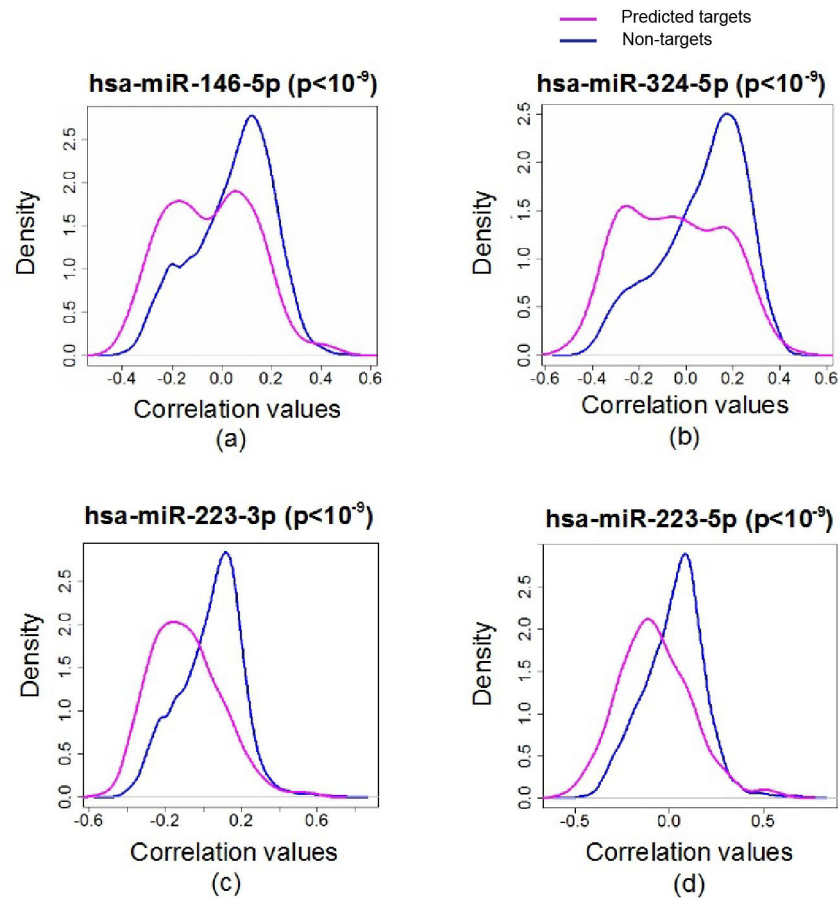 Predicted targets
Non-targets
hsa-miR-146-5p (p<10⁻⁹)
Density
0.0 0.5 1.0 1.5 2.0 2.5
-0.4 -0.2 0.0 0.2 0.4 0.6
Correlation values
(a)
hsa-miR-324-5p (p<10⁻⁹)
Density
0.0 0.5 1.0 1.5 2.0 2.5
-0.6 -0.4 -0.2 0.0 0.2 0.4 0.6
Correlation values
(b)
hsa-miR-223-3p (p<10⁻⁹)
Density
0.0 0.5 1.0 1.5 2.0 2.5
-0.6 -0.2 0.2 0.6
Correlation values
(c)
hsa-miR-223-5p (p<10⁻⁹)
Density
0.0 0.5 1.0 1.5 2.0 2.5
-0.5 0.0 0.5
Correlation values
(d)